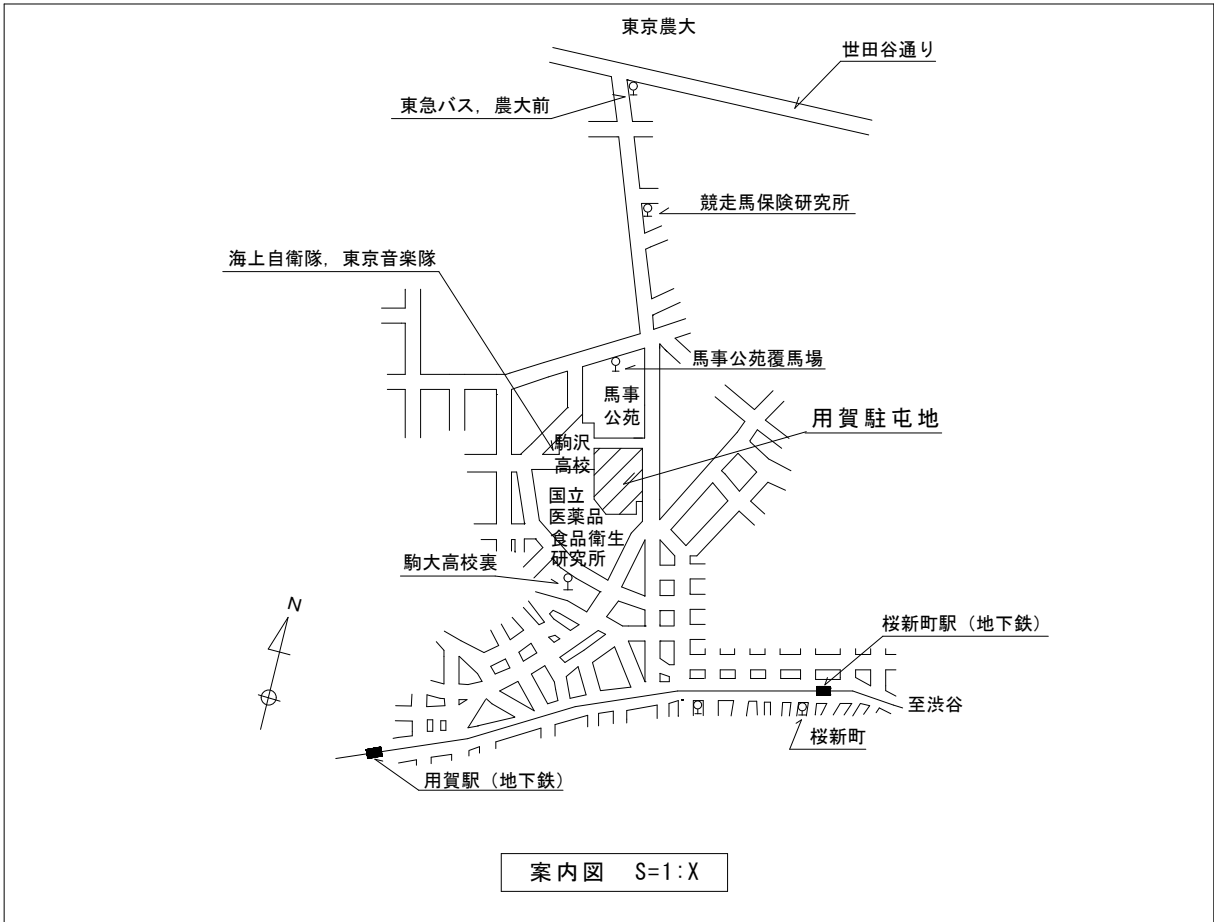 東京農大
世田谷通り
東急バス，農大前
競走馬保険研究所
海上自衛隊，東京音楽隊
馬事公苑覆馬場
馬事
公苑
用賀駐屯地
駒沢
高校
国立
医薬品
食品衛生
研究所
駒大高校裏
N
桜新町駅（地下鉄）
至渋谷
桜新町
用賀駅（地下鉄）
案内図　S=1:X